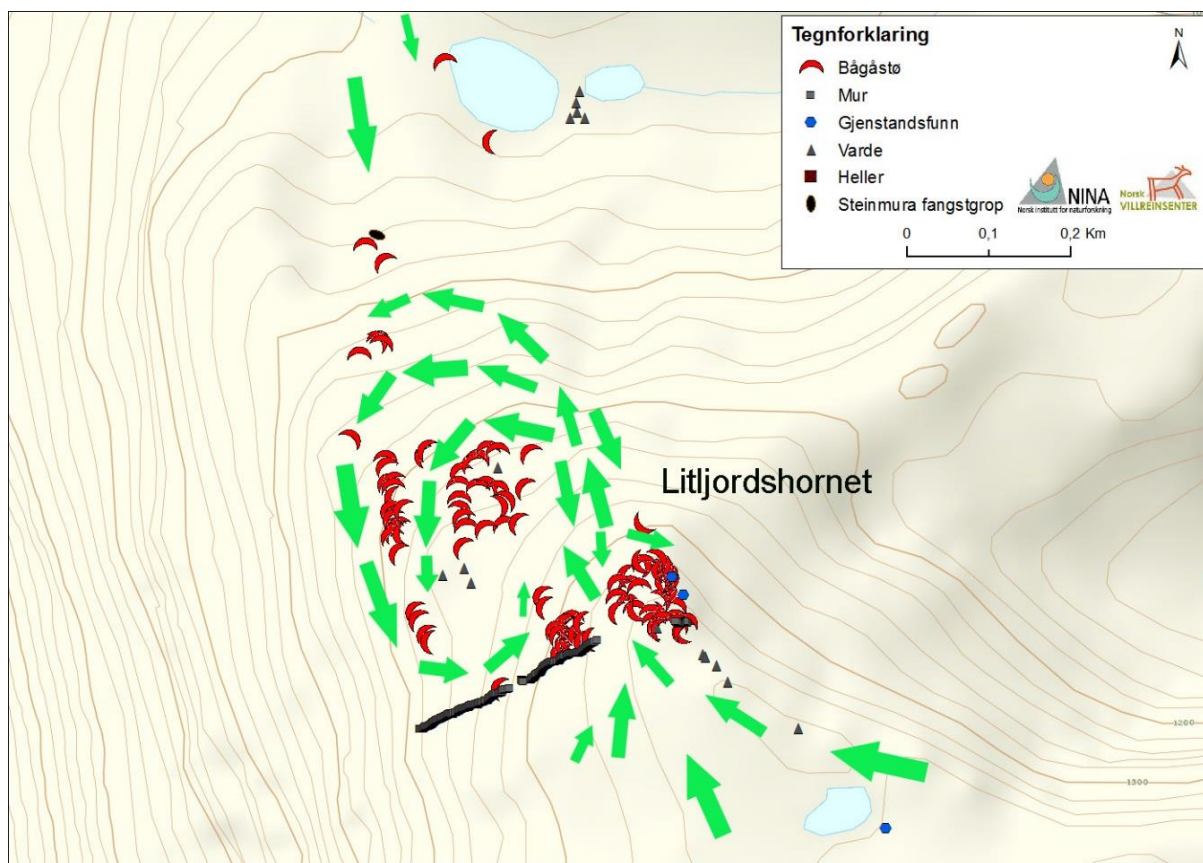 Tegnforklaring
N
Bågåstø
Mur
Gjenstandsfunn
Varde
Heller
Steinmura fangstgrop
NINA
Norsk institutt for naturforskning
Norsk
VILLREINSENTER
0 0,1 0,2 Km
Litljordshornet
1200
1300